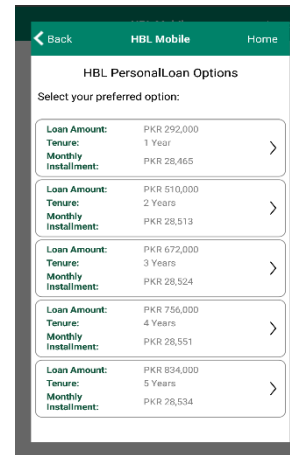 Back HBL Mobile Home
HBL PersonalLoan Options
Select your preferred option:
Loan Amount: PKR 292,000
Tenure: 1 Year
Monthly Installment: PKR 28,465
Loan Amount: PKR 510,000
Tenure: 2 Years
Monthly Installment: PKR 28,513
Loan Amount: PKR 672,000
Tenure: 3 Years
Monthly Installment: PKR 28,524
Loan Amount: PKR 756,000
Tenure: 4 Years
Monthly Installment: PKR 28,551
Loan Amount: PKR 834,000
Tenure: 5 Years
Monthly Installment: PKR 28,534